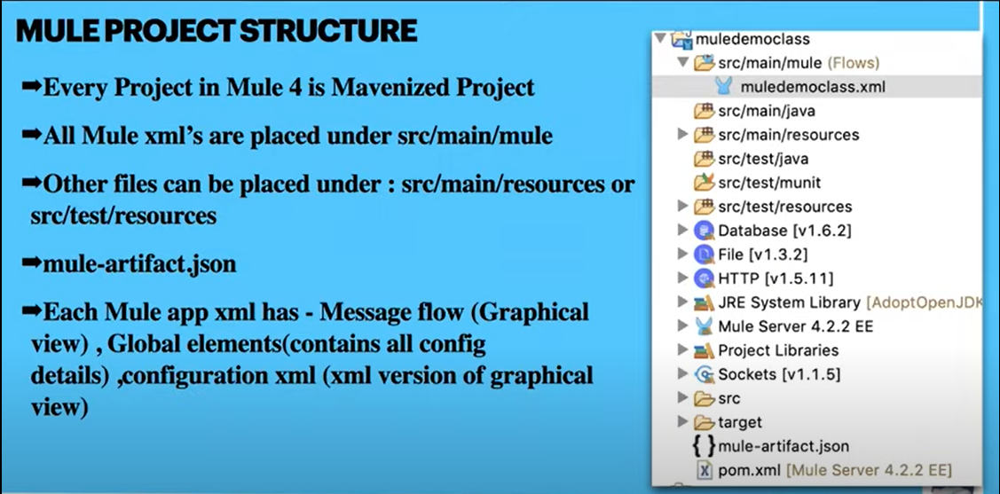 MULE PROJECT STRUCTURE
➡Every Project in Mule 4 is Mavenized Project
➡All Mule xml’s are placed under src/main/mule
➡Other files can be placed under : src/main/resources or
src/test/resources
➡mule-artifact.json
➡Each Mule app xml has - Message flow (Graphical
view) , Global elements(contains all config
details) ,configuration xml (xml version of graphical
view)
muledemoclass
src/main/mule (Flows)
muledemoclass.xml
src/main/java
src/main/resources
src/test/java
src/test/munit
src/test/resources
Database [v1.6.2]
File [v1.3.2]
HTTP [v1.5.11]
JRE System Library [AdoptOpenJDK
Mule Server 4.2.2 EE
Project Libraries
Sockets [v1.1.5]
src
target
mule-artifact.json
pom.xml [Mule Server 4.2.2 EE]